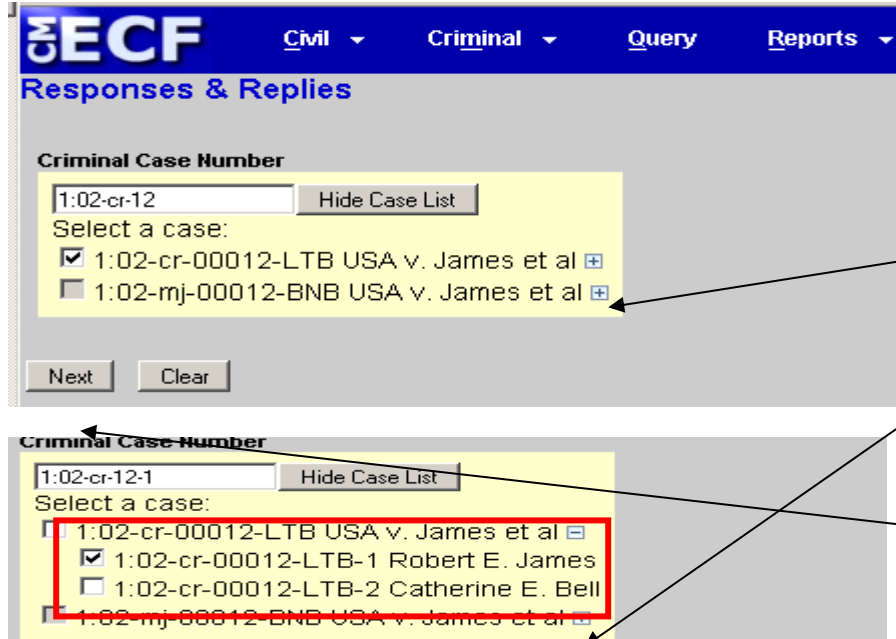 CM ECF Civil Criminal Query Reports
Responses & Replies
Criminal Case Number
1:02-cr-12 Hide Case List
Select a case:
1:02-cr-00012-LTB USA v. James et al
1:02-mj-00012-BNB USA v. James et al
Next Clear
Criminal Case Number
1:02-cr-12-1 Hide Case List
Select a case:
1:02-cr-00012-LTB USA v. James et al
1:02-cr-00012-LTB-1 Robert E. James
1:02-cr-00012-LTB-2 Catherine E. Bell
1:02-mj-00012-BNB USA v. James et al